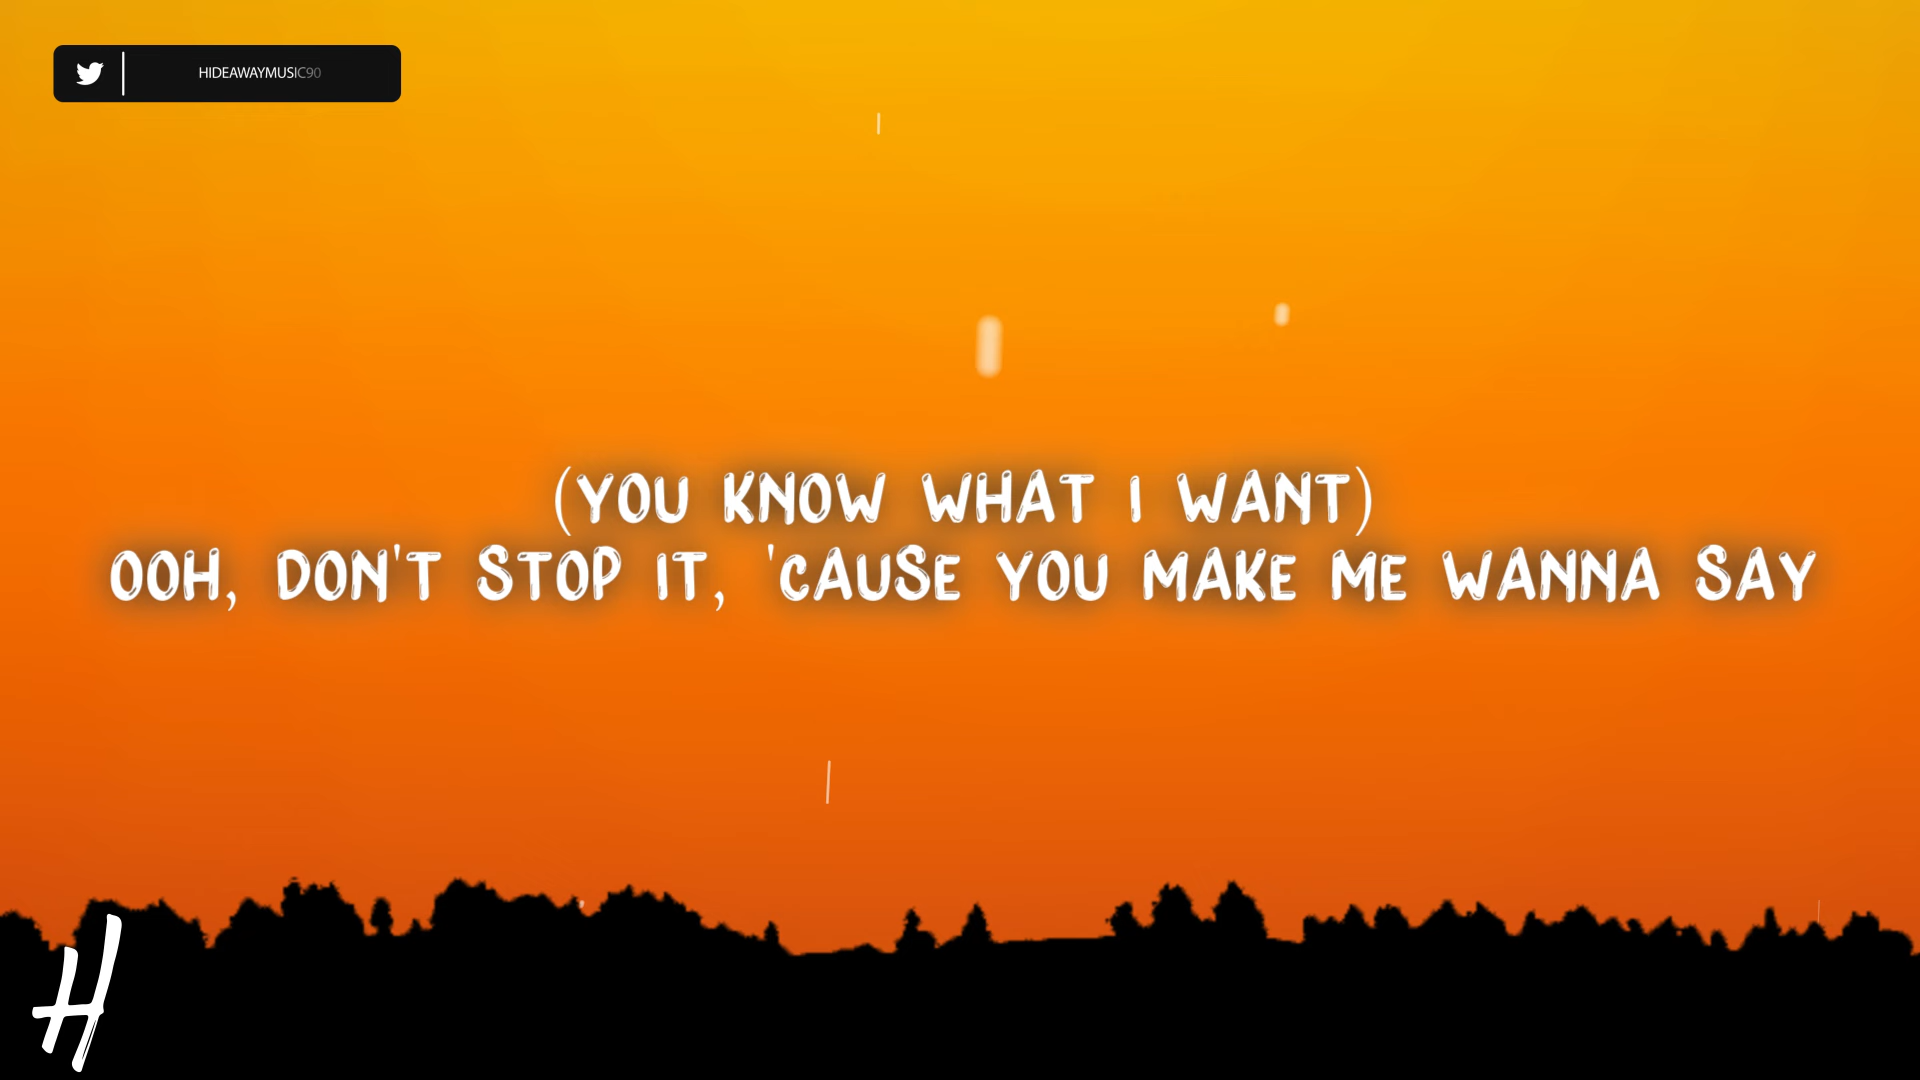 HIDEAWAYMUSIC90
(YOU KNOW WHAT I WANT)
OOH, DON'T STOP IT, 'CAUSE YOU MAKE ME WANNA SAY
H